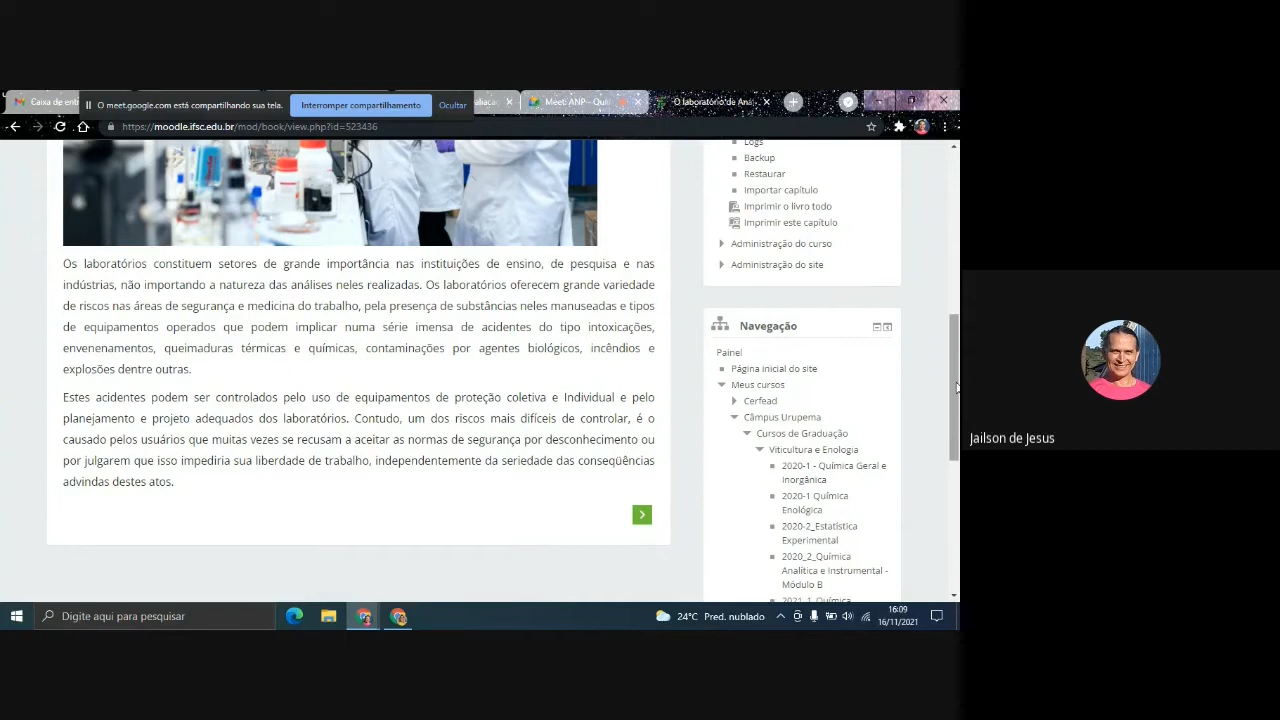 Caixa de ent
O meet.google.com está compartilhando sua tela.
Interromper compartilhamento
Ocultar
Meet: ANP – Quí
O laboratório de Aná
https://moodle.ifsc.edu.br/mod/book/view.php?id=523436
Os laboratórios constituem setores de grande importância nas instituições de ensino, de pesquisa e nas
indústrias, não importando a natureza das análises neles realizadas. Os laboratórios oferecem grande variedade
de riscos nas áreas de segurança e medicina do trabalho, pela presença de substâncias neles manuseadas e tipos
de equipamentos operados que podem implicar numa série imensa de acidentes do tipo intoxicações,
envenenamentos, queimaduras térmicas e químicas, contaminações por agentes biológicos, incêndios e
explosões dentre outras.
Estes acidentes podem ser controlados pelo uso de equipamentos de proteção coletiva e Individual e pelo
planejamento e projeto adequados dos laboratórios. Contudo, um dos riscos mais difíceis de controlar, é o
causado pelos usuários que muitas vezes se recusam a aceitar as normas de segurança por desconhecimento ou
por julgarem que isso impediria sua liberdade de trabalho, independentemente da seriedade das conseqüências
advindas destes atos.
Logs
Backup
Restaurar
Importar capítulo
Imprimir o livro todo
Imprimir este capítulo
Administração do curso
Administração do site
Navegação
Painel
Página inicial do site
Meus cursos
Cerfead
Câmpus Urupema
Cursos de Graduação
Viticultura e Enologia
2020-1 - Química Geral e
Inorgânica
2020-1 Química
Enológica
2020-2_Estatística
Experimental
2020_2_Química
Analítica e Instrumental -
Módulo B
2021_1_Química
Jailson de Jesus
Digite aqui para pesquisar
24°C Pred. nublado
16:09
16/11/2021